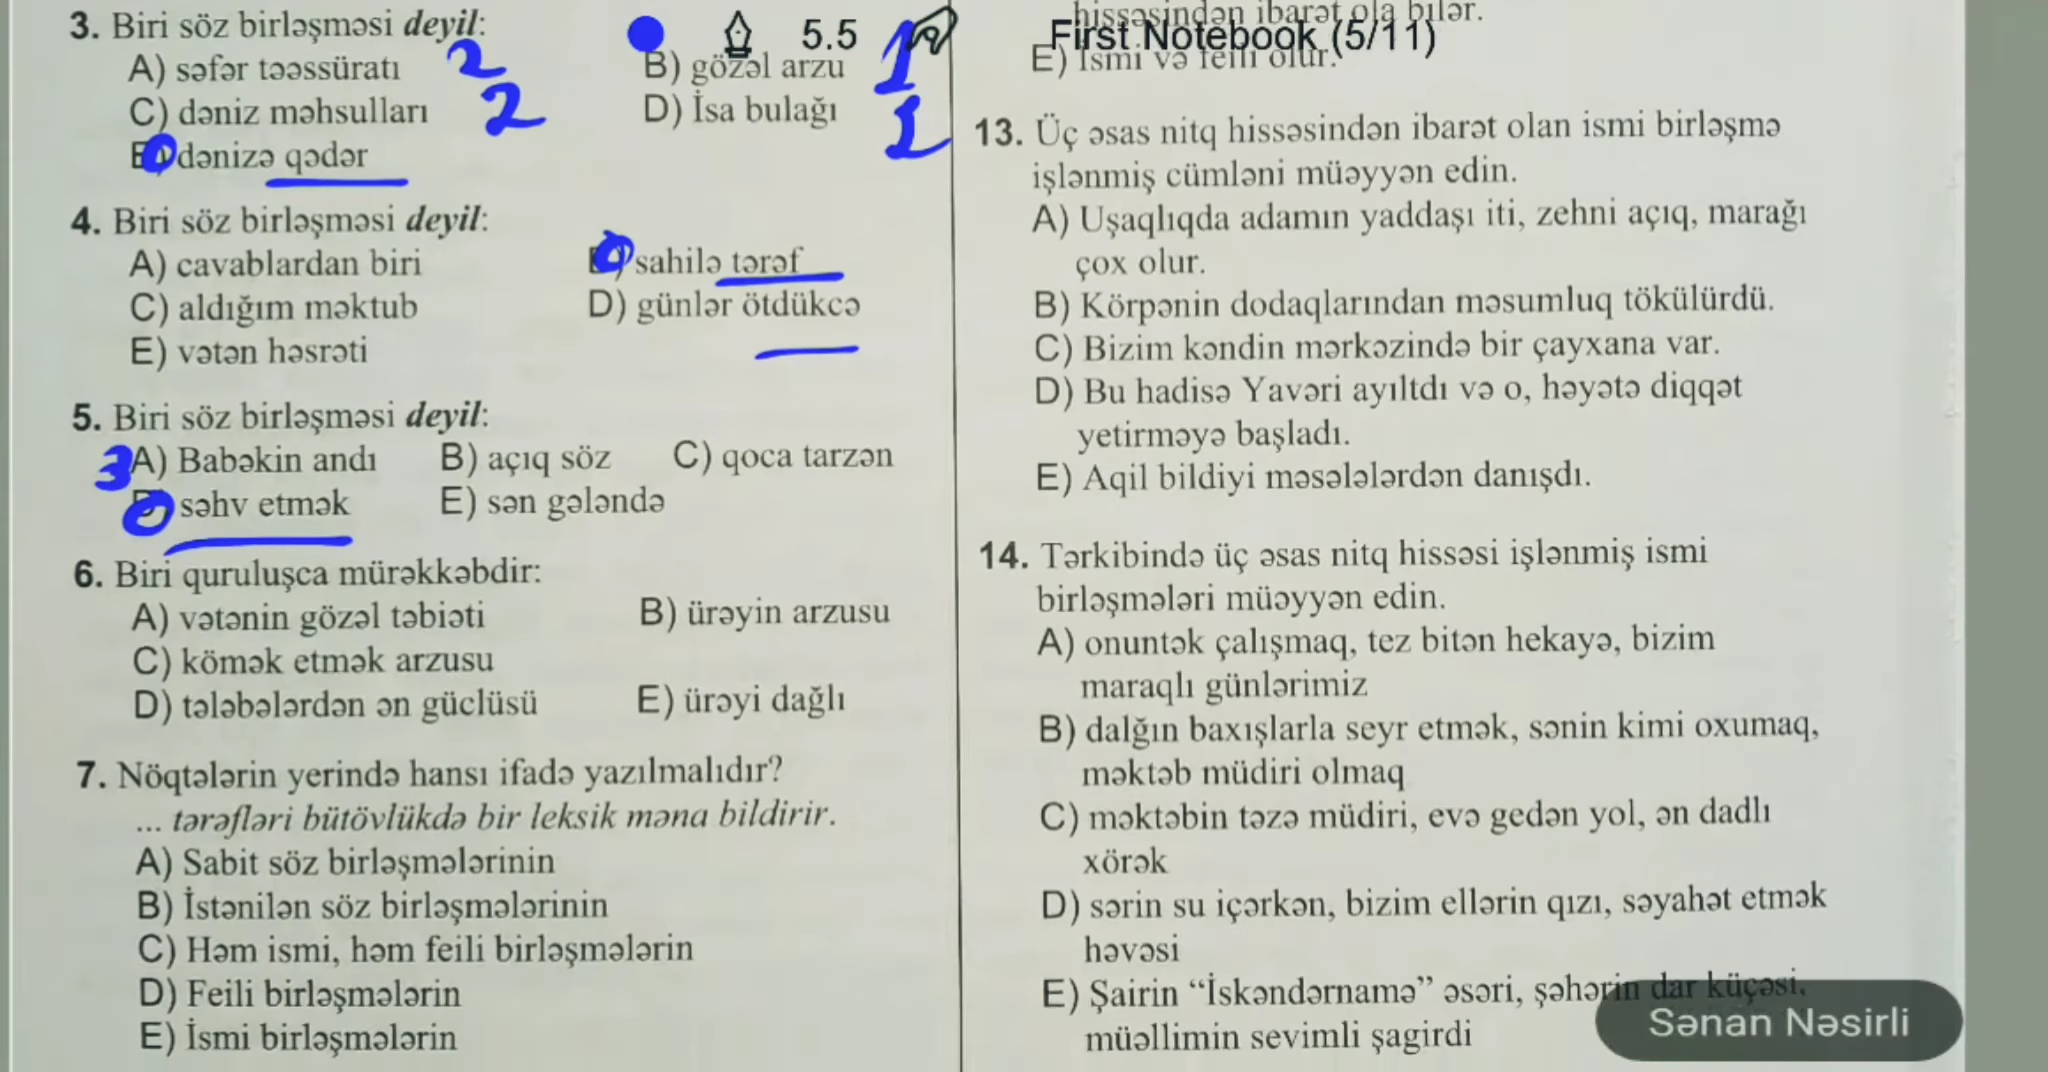 3. Biri söz birləşməsi deyil:
A) səfər təəssüratı 2
B) gözəl arzu 1
C) dəniz məhsulları 2
D) İsa bulağı 1
dənizə qədər
4. Biri söz birləşməsi deyil:
A) cavablardan biri
sahilə tərəf
C) aldığım məktub
D) günlər ötdükcə
E) vətən həsrəti
5. Biri söz birləşməsi deyil:
3 A) Babəkin andı B) açıq söz C) qoca tarzən
səhv etmək E) sən gələndə
6. Biri quruluşca mürəkkəbdir:
A) vətənin gözəl təbiəti B) ürəyin arzusu
C) kömək etmək arzusu
D) tələbələrdən ən güclüsü E) ürəyi dağlı
7. Nöqtələrin yerində hansı ifadə yazılmalıdır?
... tərəfləri bütövlükdə bir leksik məna bildirir.
A) Sabit söz birləşmələrinin
B) İstənilən söz birləşmələrinin
C) Həm ismi, həm feili birləşmələrin
D) Feili birləşmələrin
E) İsmi birləşmələrin
5.5
First Notebook (5/11)
hissəsindən ibarət ola bilər.
E) İsmi və feili olur.
13. Üç əsas nitq hissəsindən ibarət olan ismi birləşmə
işlənmiş cümləni müəyyən edin.
A) Uşaqlıqda adamın yaddaşı iti, zehni açıq, marağı
çox olur.
B) Körpənin dodaqlarından məsumluq tökülürdü.
C) Bizim kəndin mərkəzində bir çayxana var.
D) Bu hadisə Yavəri ayıltdı və o, həyətə diqqət
yetirməyə başladı.
E) Aqil bildiyi məsələlərdən danışdı.
14. Tərkibində üç əsas nitq hissəsi işlənmiş ismi
birləşmələri müəyyən edin.
A) onuntək çalışmaq, tez bitən hekayə, bizim
maraqlı günlərimiz
B) dalğın baxışlarla seyr etmək, sənin kimi oxumaq,
məktəb müdiri olmaq
C) məktəbin təzə müdiri, evə gedən yol, ən dadlı
xörək
D) sərin su içərkən, bizim ellərin qızı, səyahət etmək
həvəsi
E) Şairin “İskəndərnamə” əsəri, şəhərin dar küçəsi,
müəllimin sevimli şagirdi
Sənan Nəsirli